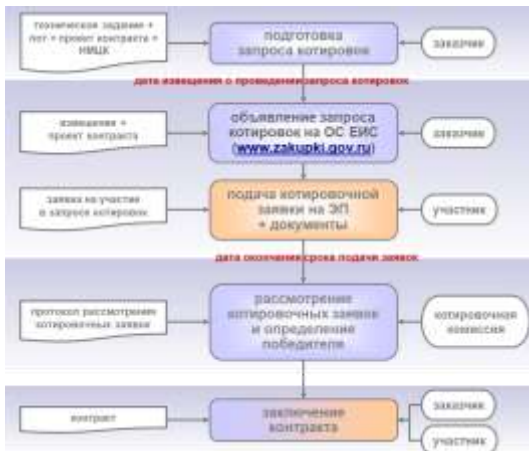 техническое задание +
лот + проект контракта +
НМЦК
подготовка
запроса котировок
заказчик
дата извещения о проведении запроса котировок
извещение +
проект контракта
объявление запроса
котировок на ОС ЕИС
(www.zakupki.gov.ru)
заказчик
заявка на участие
в запросе котировок
подача котировочной
заявки на ЭП
+ документы
участник
дата окончания срока подачи заявок
протокол рассмотрения
котировочных заявок
рассмотрение
котировочных заявок
и определение
победителя
котировочная
комиссия
контракт
заключение
контракта
заказчик
участник